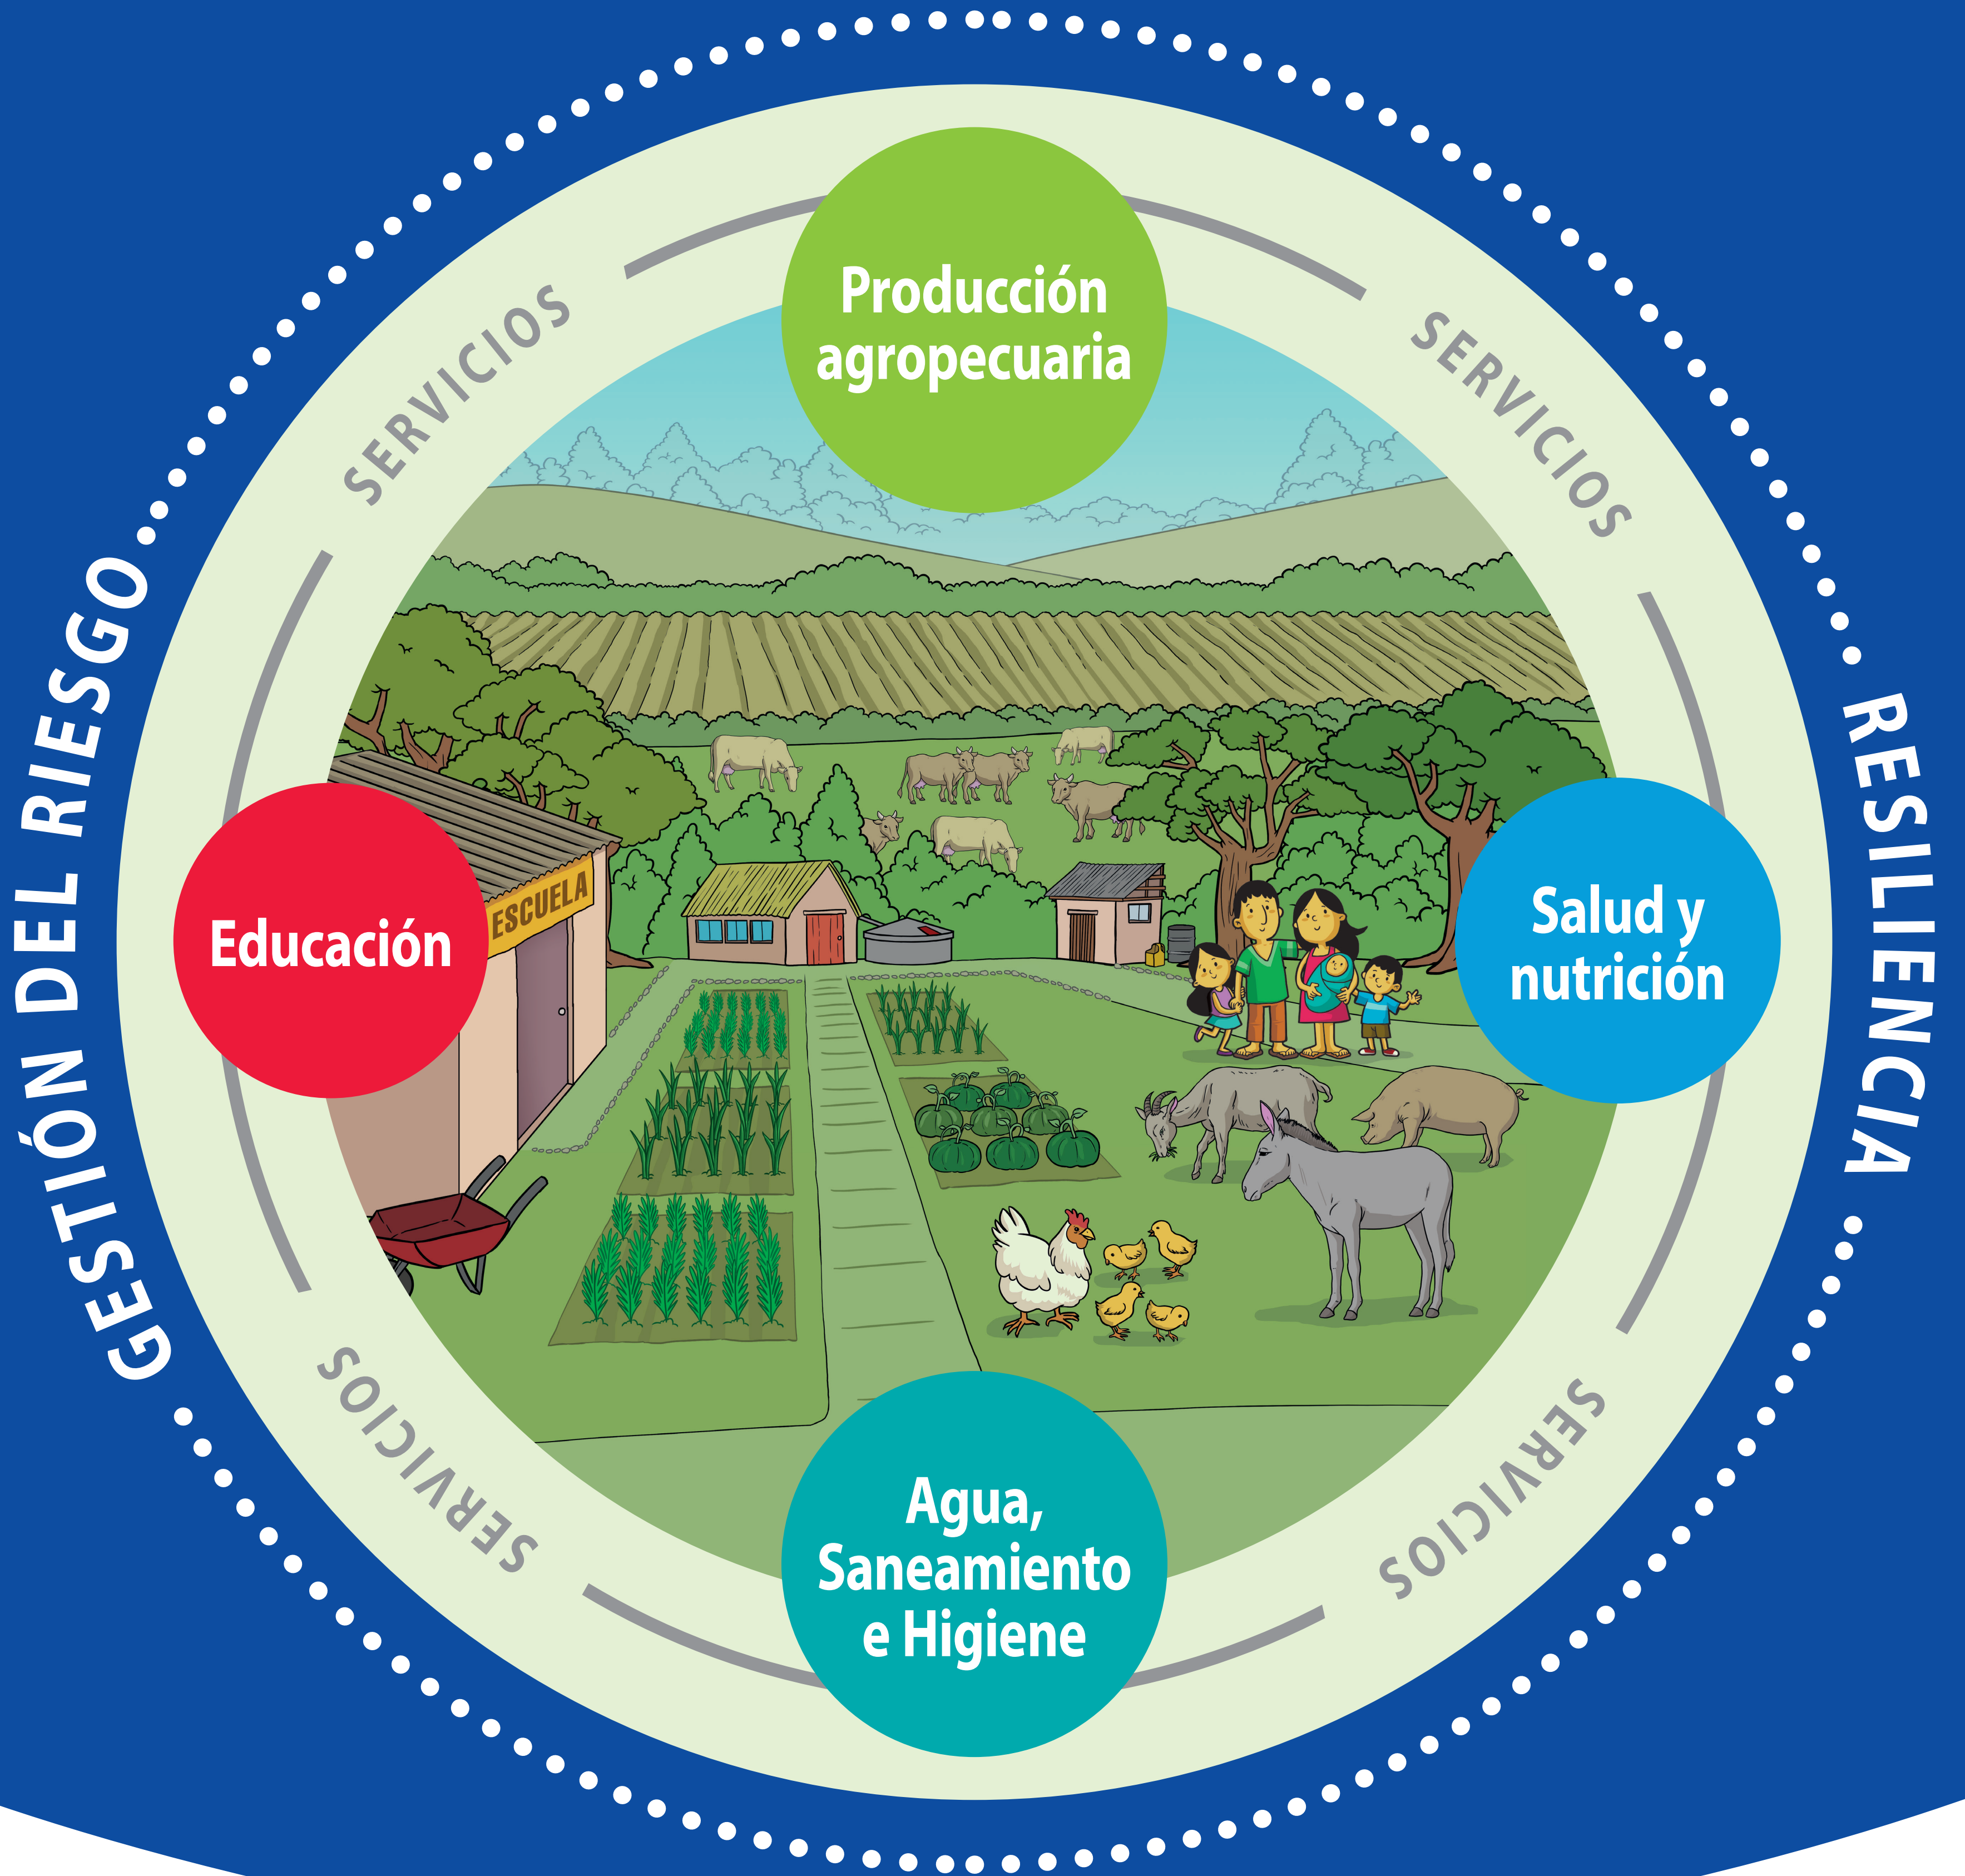 Producción
agropecuaria
SERVICIOS
SERVICIOS
GESTIÓN DEL RIESGO
RESILIENCIA
ESCUELA
Educación
Salud y
nutrición
SERVICIOS
SERVICIOS
Agua,
Saneamiento
e Higiene